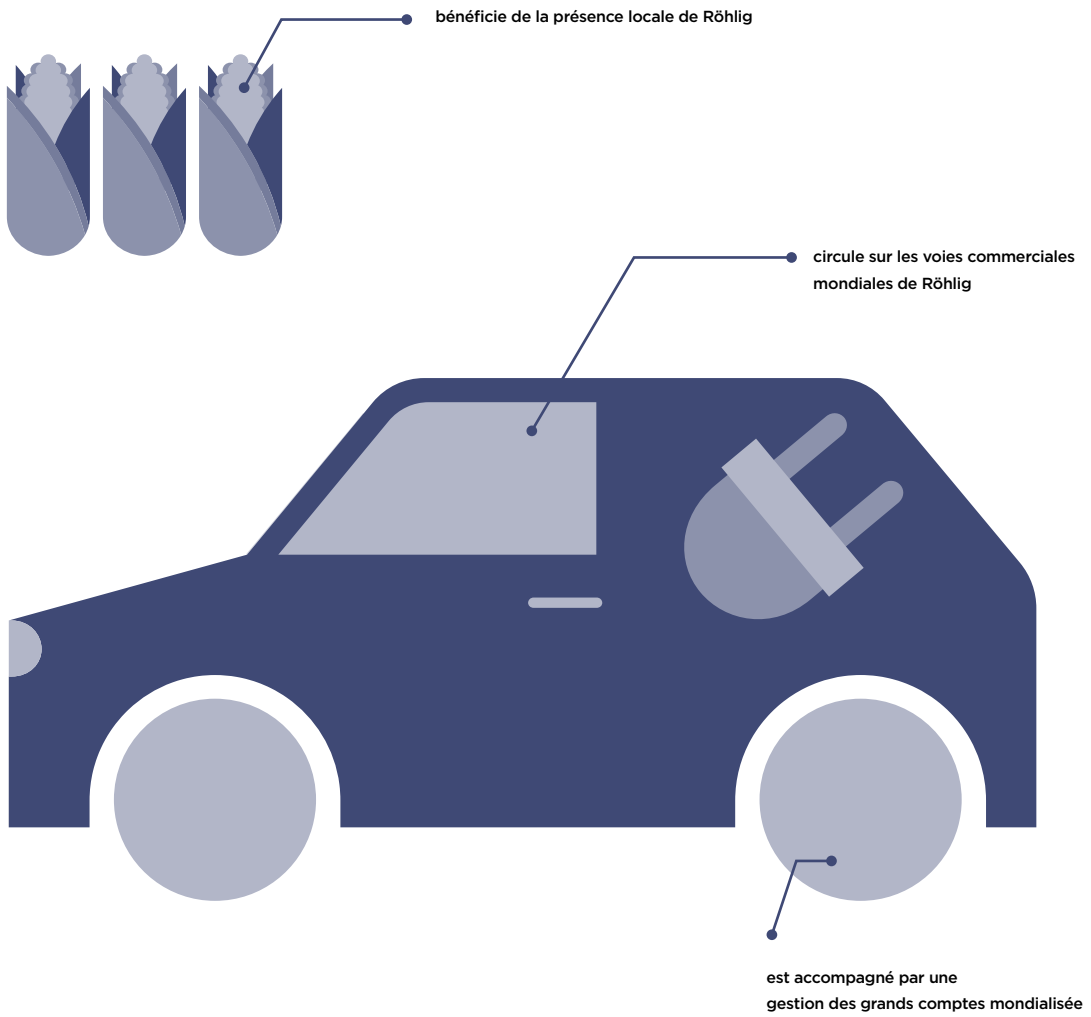 bénéficie de la présence locale de Röhlig
circule sur les voies commerciales
mondiales de Röhlig
est accompagné par une
gestion des grands comptes mondialisée